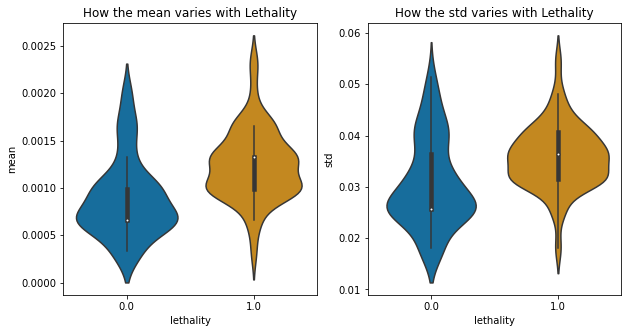 How the mean varies with Lethality
mean
0.0025
0.0020
0.0015
0.0010
0.0005
0.0000
0.0
1.0
lethality
How the std varies with Lethality
std
0.06
0.05
0.04
0.03
0.02
0.01
0.0
1.0
lethality